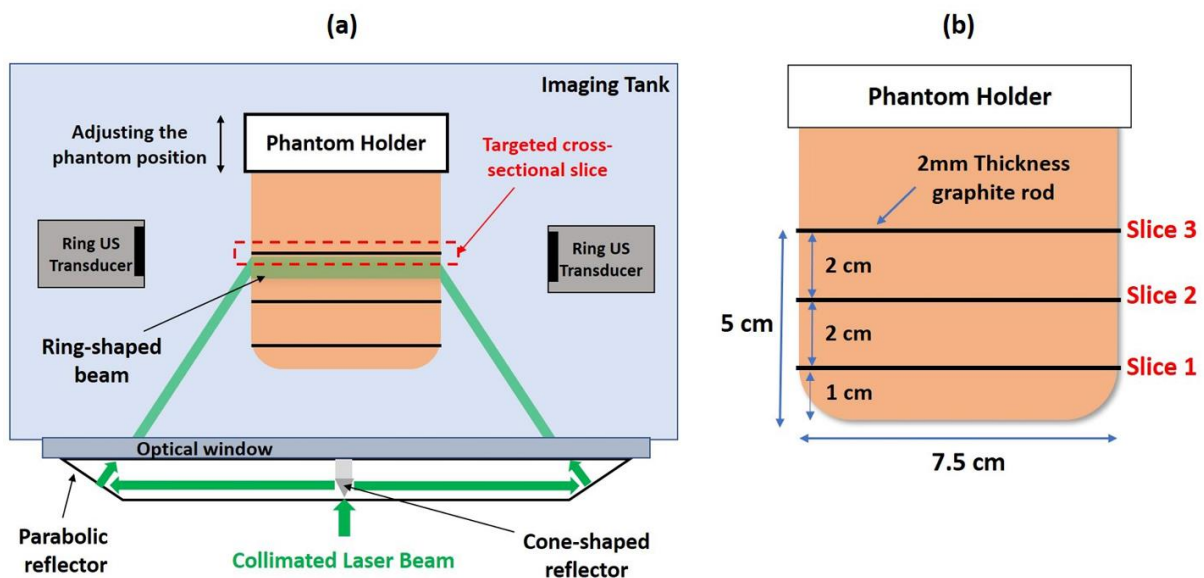 (a)
Imaging Tank
Adjusting the
phantom position
Phantom Holder
Targeted cross-
sectional slice
Ring US
Transducer
Ring US
Transducer
Ring-shaped
beam
Optical window
Parabolic
reflector
Collimated Laser Beam
Cone-shaped
reflector
(b)
Phantom Holder
2mm Thickness
graphite rod
Slice 3
2 cm
Slice 2
5 cm
2 cm
Slice 1
1 cm
7.5 cm